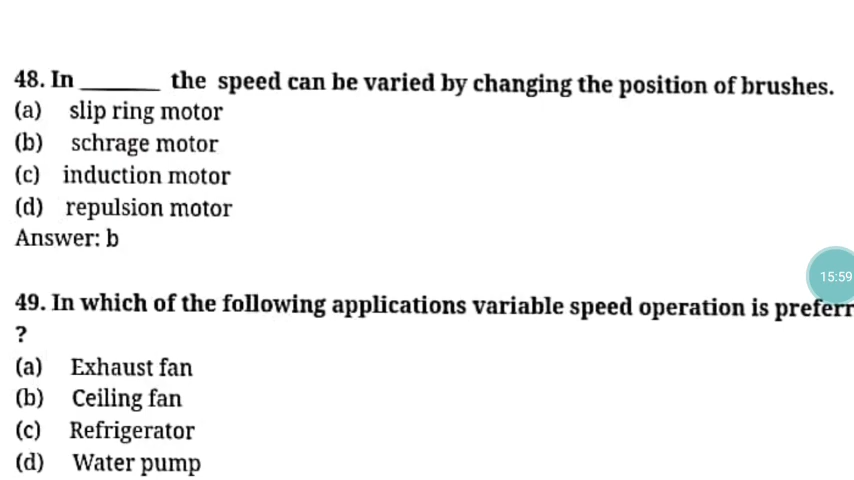 48. In ______ the speed can be varied by changing the position of brushes.
(a) slip ring motor
(b) schrage motor
(c) induction motor
(d) repulsion motor
Answer: b
15:59
49. In which of the following applications variable speed operation is preferr
?
(a) Exhaust fan
(b) Ceiling fan
(c) Refrigerator
(d) Water pump